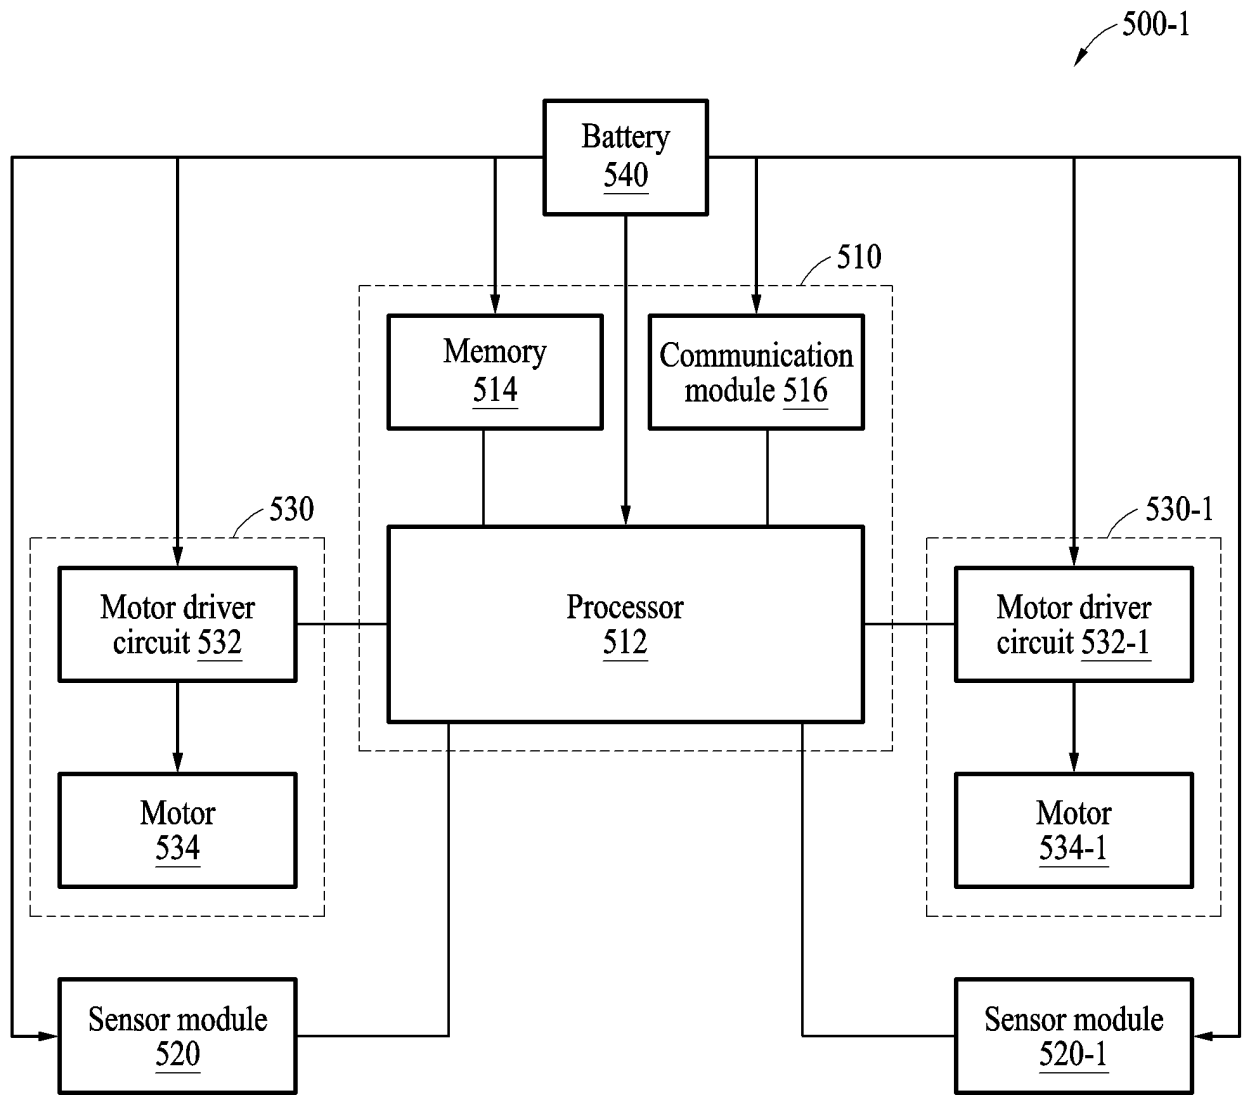 500-1
Battery
540
510
Memory
514
Communication
module 516
530
530-1
Motor driver
circuit 532
Processor
512
Motor driver
circuit 532-1
Motor
534
Motor
534-1
Sensor module
520
Sensor module
520-1